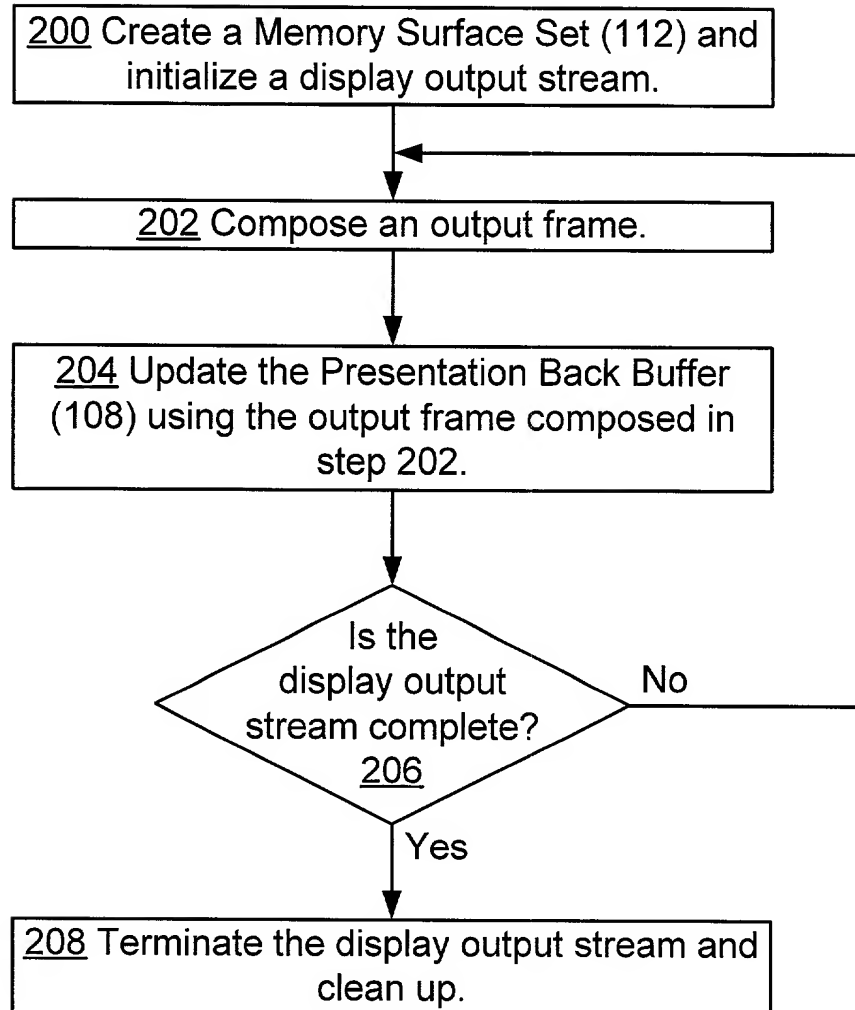 200 Create a Memory Surface Set (112) and
initialize a display output stream.
202 Compose an output frame.
204 Update the Presentation Back Buffer
(108) using the output frame composed in
step 202.
Is the
display output
stream complete?
206
No
Yes
208 Terminate the display output stream and
clean up.